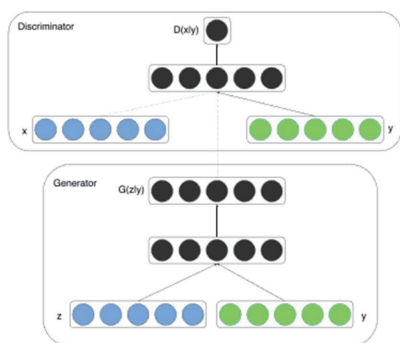 Discriminator
D(x|y)
x
y
Generator
G(z|y)
z
y